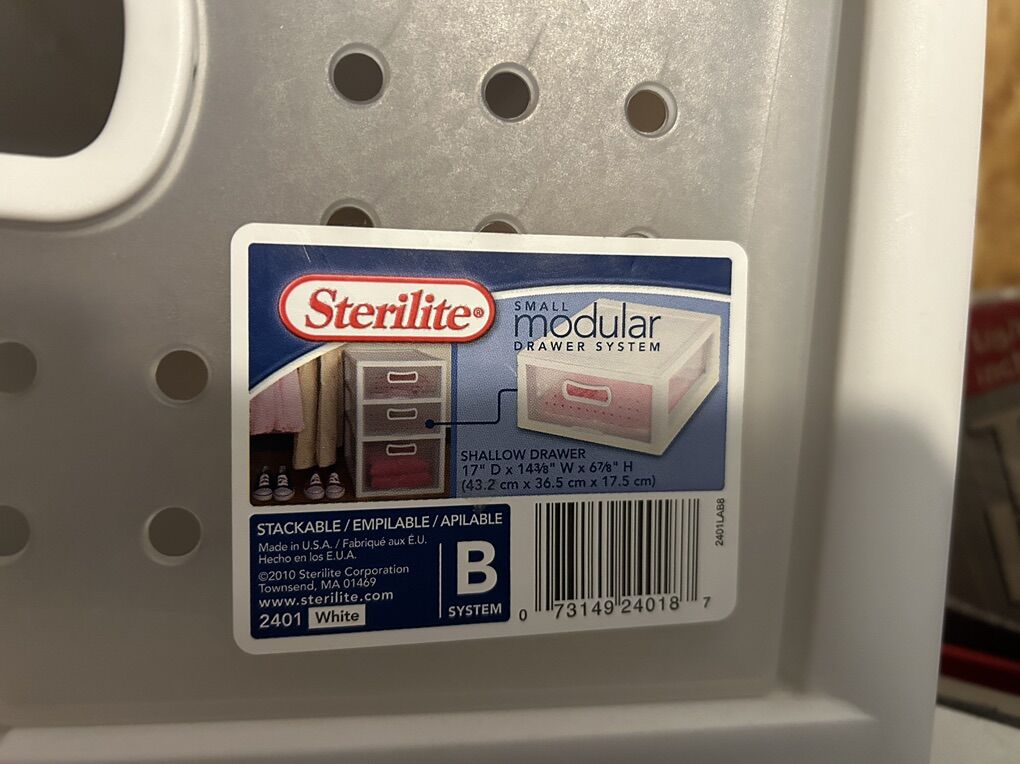 Sterilite®
SMALL
modular
DRAWER SYSTEM
SHALLOW DRAWER
17" D x 14⅜" W x 6⅞" H
(43.2 cm x 36.5 cm x 17.5 cm)
STACKABLE / EMPILABLE / APILABLE
Made in U.S.A. / Fabriqué aux É.U.
Hecho en los E.U.A.
©2010 Sterilite Corporation
Townsend, MA 01469
www.sterilite.com
2401 White
B
SYSTEM
0 73149 24018 7
2401LAB8